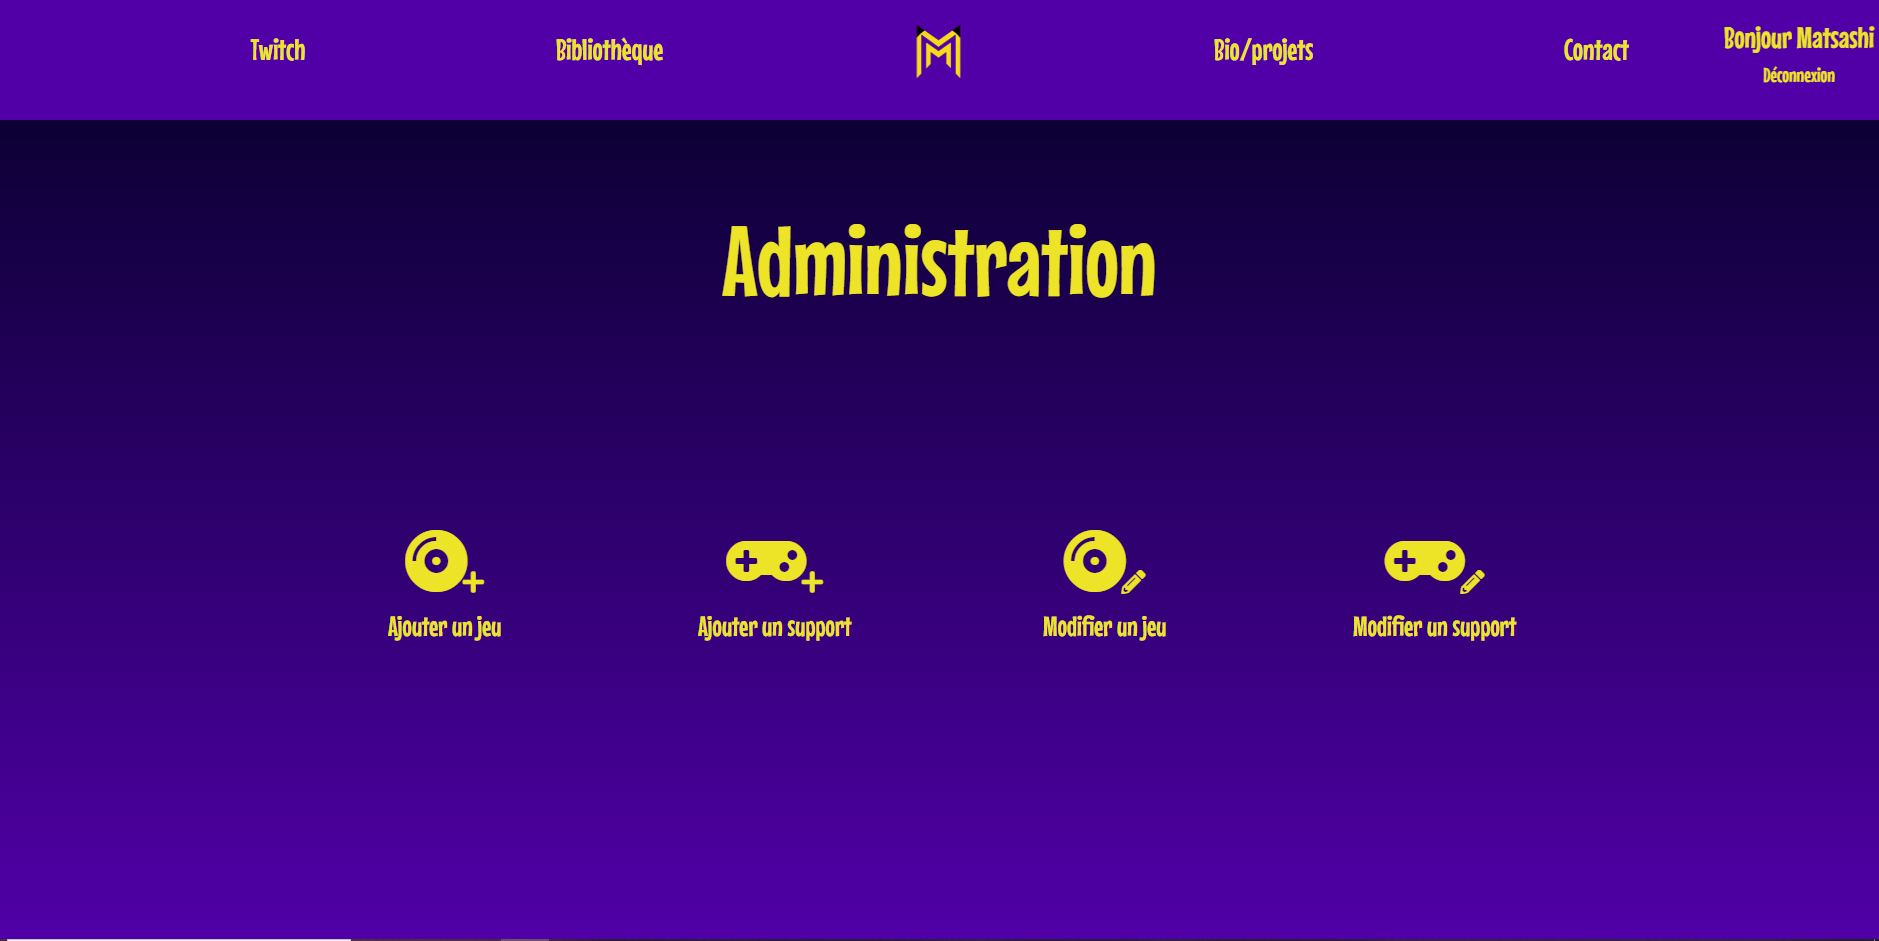 Twitch
Bibliothèque
Bio/projets
Contact
Bonjour Matsashi
Déconnexion
Administration
Ajouter un jeu
Ajouter un support
Modifier un jeu
Modifier un support